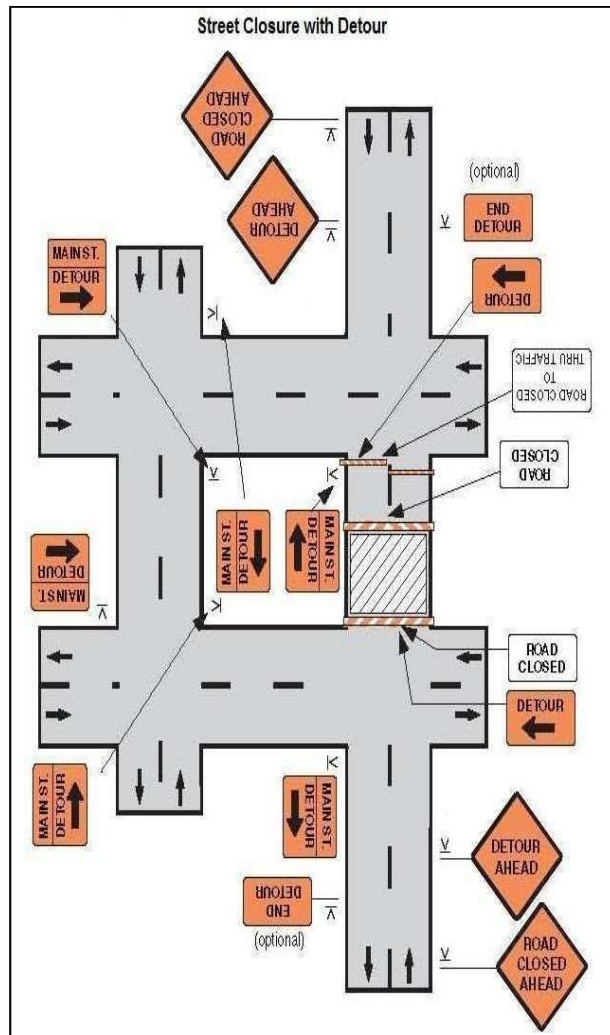 Street Closure with Detour
ROAD
CLOSED
AHEAD
DETOUR
AHEAD
(optional)
END
DETOUR
MAIN ST.
DETOUR
DETOUR
ROAD CLOSED
TO
THRU TRAFFIC
ROAD
CLOSED
MAIN ST.
DETOUR
MAIN ST.
DETOUR
MAIN ST.
DETOUR
ROAD
CLOSED
DETOUR
MAIN ST.
DETOUR
MAIN ST.
DETOUR
DETOUR
AHEAD
END
DETOUR
(optional)
ROAD
CLOSED
AHEAD